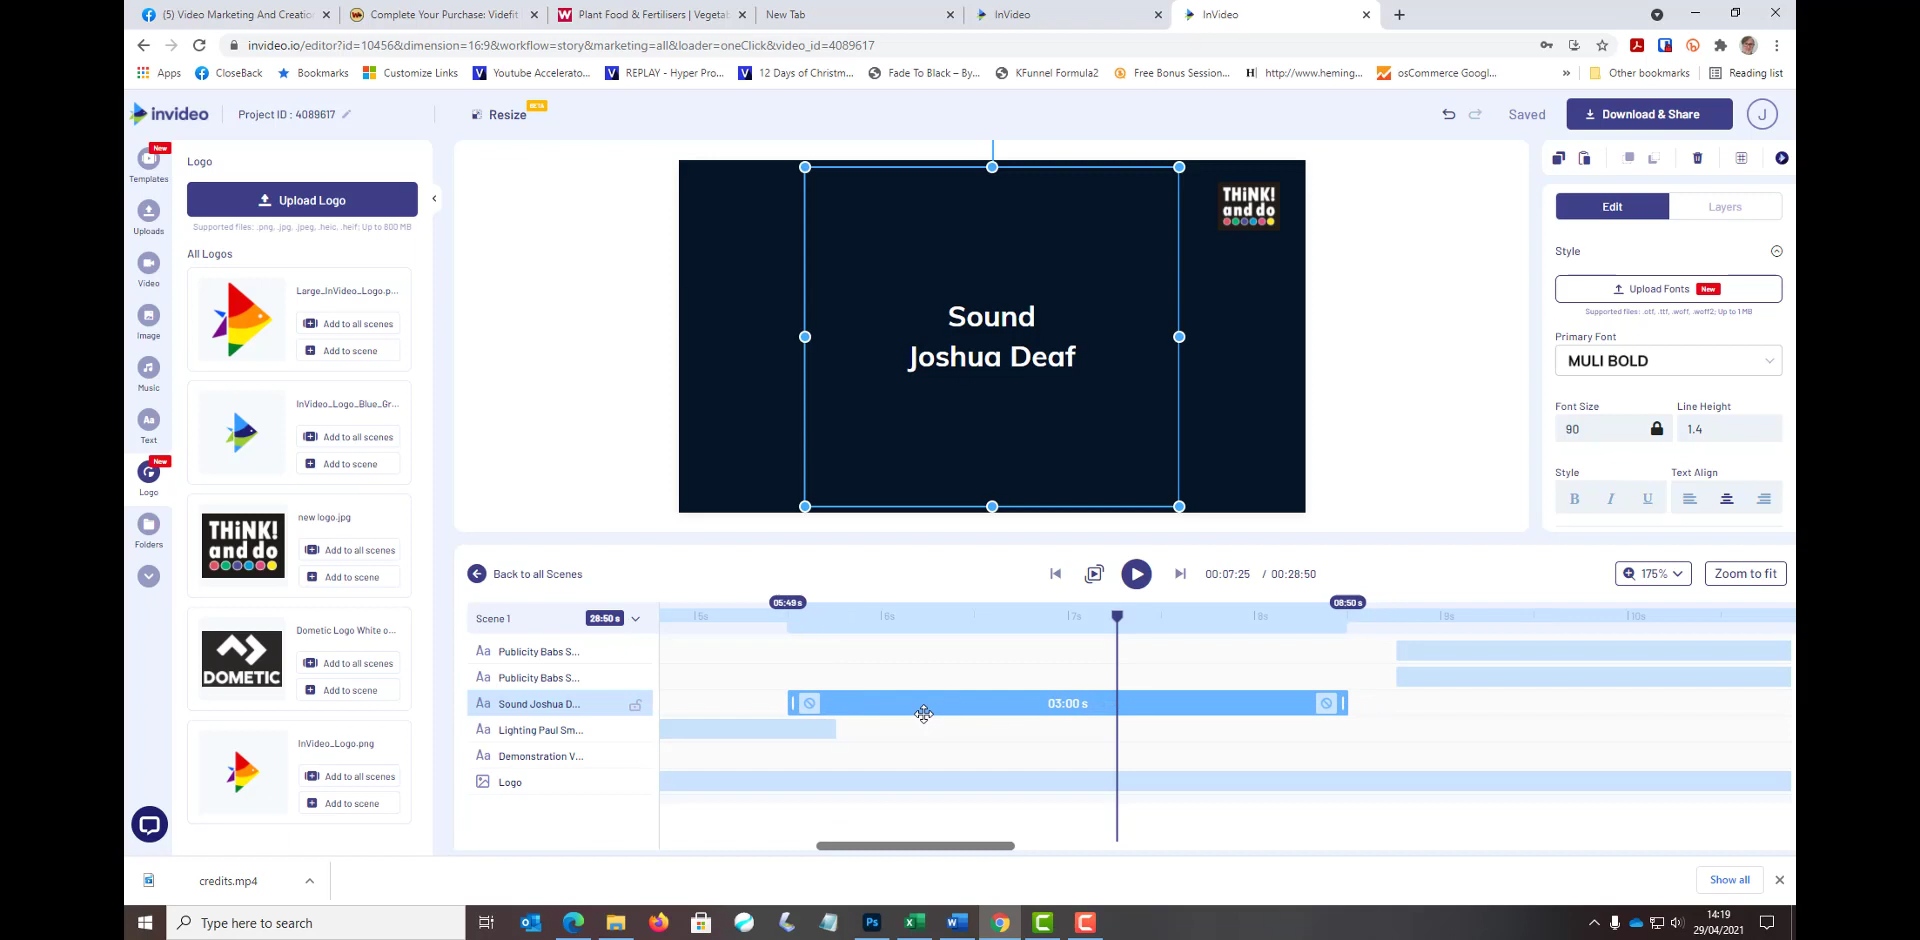 (5) Video Marketing And Creation
Complete Your Purchase: Videfit
Plant Food & Fertilisers | Vegetab
New Tab
InVideo
InVideo
invideo.io/editor?id=10456&dimension=16:9&workflow=story&marketing=all&loader=oneClick&video_id=4089617
Apps
CloseBack
Bookmarks
Customize Links
Youtube Accelerato...
REPLAY - Hyper Pro...
12 Days of Christm...
Fade To Black – By...
KFunnel Formula2
Free Bonus Session...
http://www.heming...
osCommerce Googl...
»
Other bookmarks
Reading list
invideo
Project ID : 4089617
Resize
BETA
Saved
Download & Share
J
New
Templates
Uploads
Video
Image
Music
Aa
Text
New
Logo
Folders
Logo
Upload Logo
Supported files: .png, .jpg, .jpeg, .heic, .heif; Up to 800 MB
All Logos
Large_InVideo_Logo.p...
Add to all scenes
Add to scene
InVideo_Logo_Blue_Gr...
Add to all scenes
Add to scene
THiNK!
and do
new logo.jpg
Add to all scenes
Add to scene
DOMETIC
Dometic Logo White o...
Add to all scenes
Add to scene
InVideo_Logo.png
Add to all scenes
Add to scene
THiNK!
and do
Sound
Joshua Deaf
Edit
Layers
Style
Upload Fonts
New
Supported files: .otf, .ttf, .woff, .woff2; Up to 1 MB
Primary Font
MULI BOLD
Font Size
Line Height
90
1.4
Style
Text Align
B I U
Back to all Scenes
00:07:25 / 00:28:50
175%
Zoom to fit
05:49 s
08:50 s
Scene 1
28:50 s
5s
6s
7s
8s
9s
10s
Aa Publicity Babs S...
Aa Publicity Babs S...
Aa Sound Joshua D...
03:00 s
Aa Lighting Paul Sm...
Aa Demonstration V...
Logo
credits.mp4
Show all
Type here to search
Ps
14:19
29/04/2021